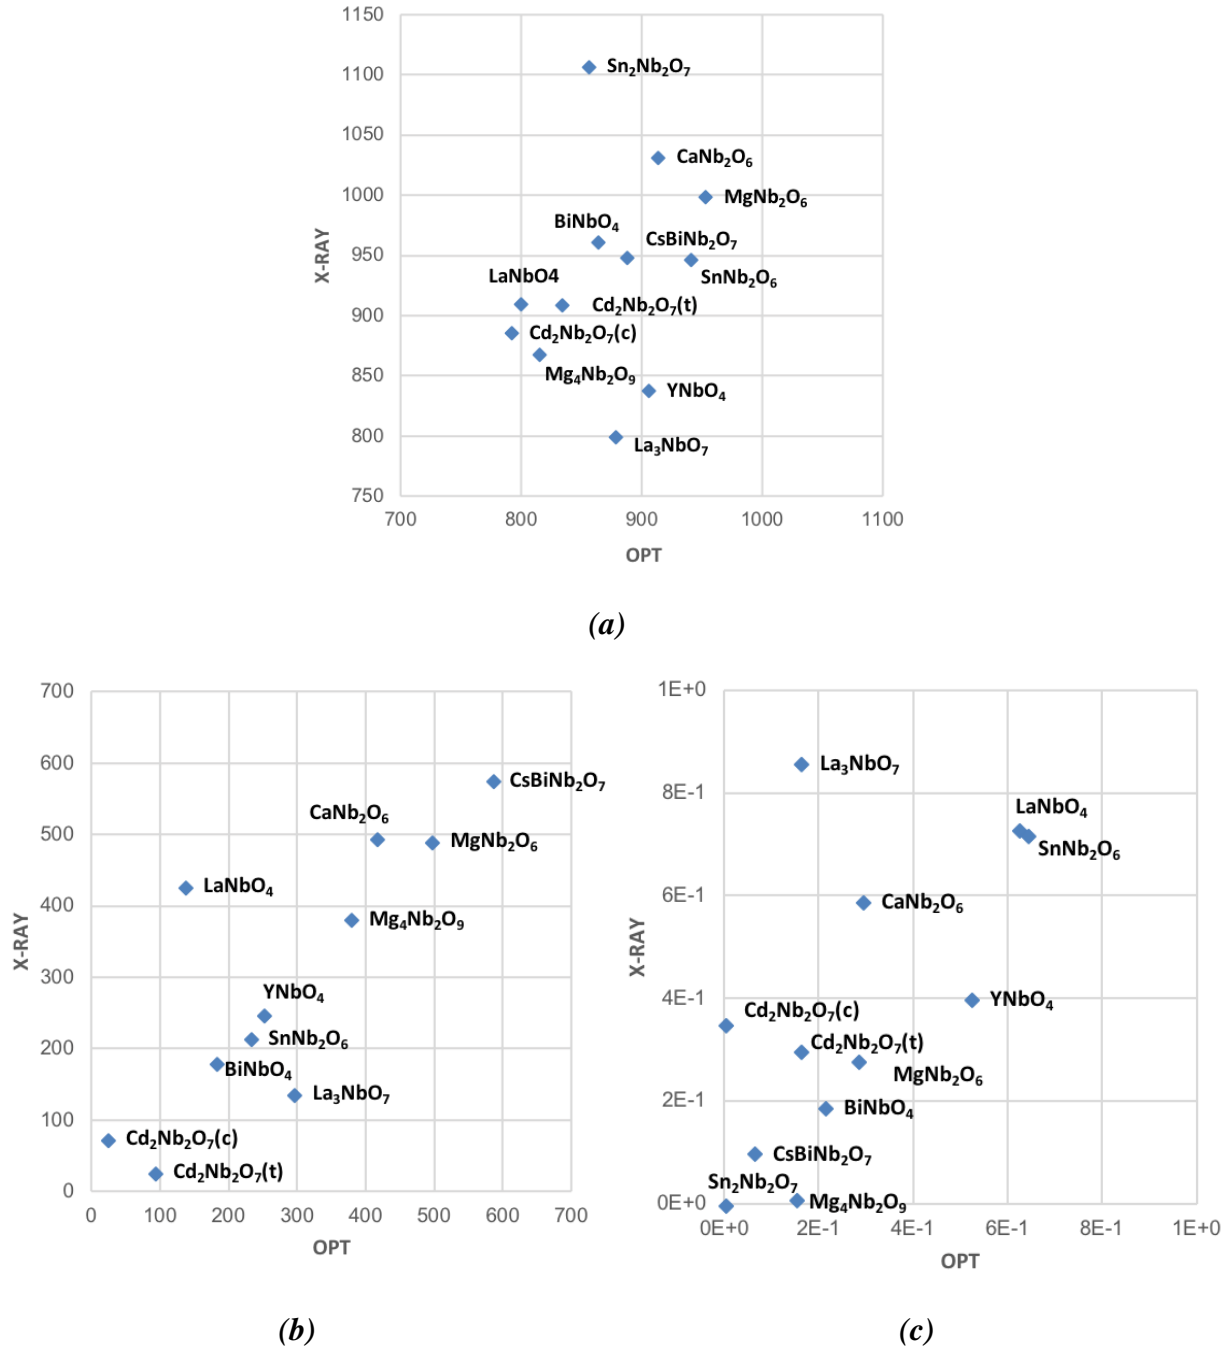 1150
Sn₂Nb₂O₇
1100
1050
CaNb₂O₆
1000
MgNb₂O₆
BiNbO₄
CsBiNb₂O₇
950
X-RAY
SnNb₂O₆
LaNbO4
Cd₂Nb₂O₇(t)
900
Cd₂Nb₂O₇(c)
850
Mg₄Nb₂O₉
YNbO₄
800
La₃NbO₇
750
700 800 900 1000 1100
OPT
(a)
700
600
CsBiNb₂O₇
CaNb₂O₆
500
MgNb₂O₆
LaNbO₄
400
Mg₄Nb₂O₉
X-RAY
300
YNbO₄
SnNb₂O₆
200
BiNbO₄
La₃NbO₇
100
Cd₂Nb₂O₇(c)
Cd₂Nb₂O₇(t)
0
0 100 200 300 400 500 600 700
OPT
(b)
1E+0
La₃NbO₇
8E-1
LaNbO₄
SnNb₂O₆
6E-1
CaNb₂O₆
X-RAY
4E-1
YNbO₄
Cd₂Nb₂O₇(c)
Cd₂Nb₂O₇(t)
MgNb₂O₆
2E-1
BiNbO₄
CsBiNb₂O₇
Sn₂Nb₂O₇
0E+0
Mg₄Nb₂O₉
0E+0 2E-1 4E-1 6E-1 8E-1 1E+0
OPT
(c)